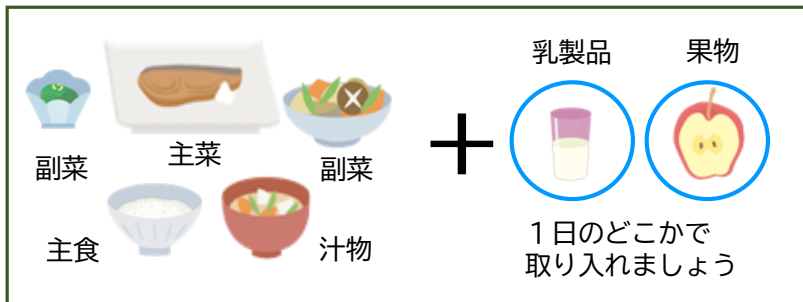 副菜
主菜
副菜
主食
汁物
乳製品
果物
１日のどこかで
取り入れましょう